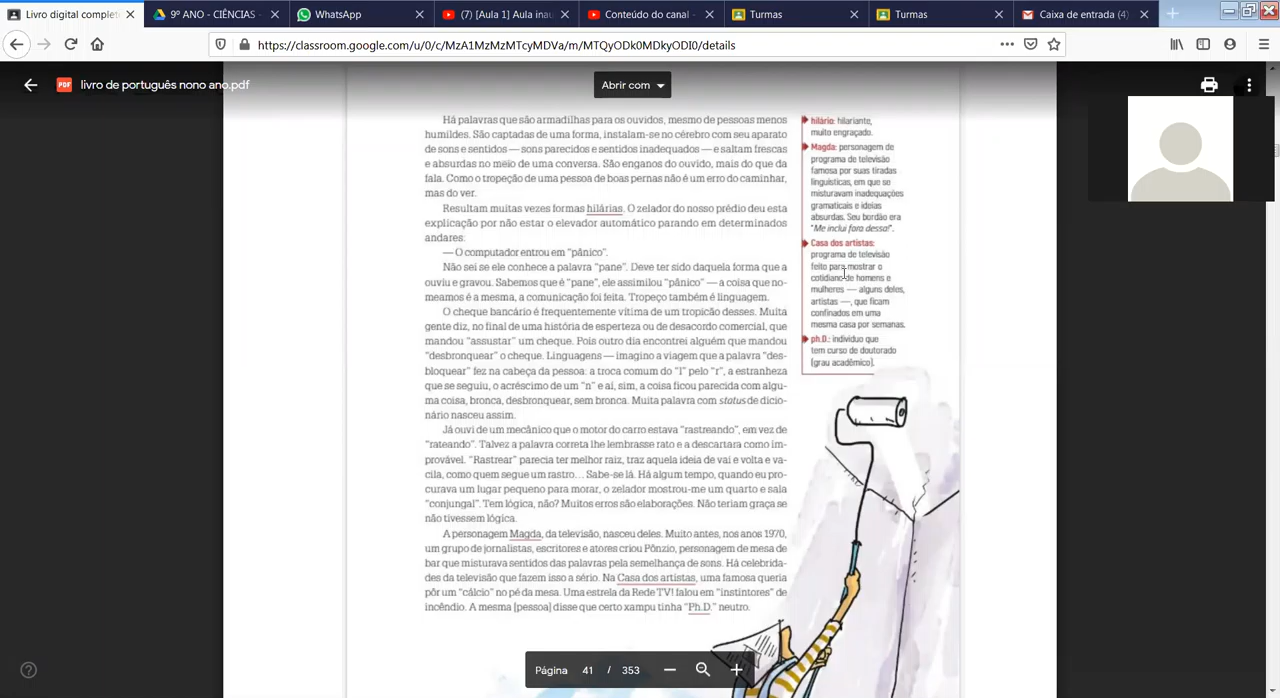 Livro digital completo
9º ANO - CIÊNCIAS -
WhatsApp
(7) [Aula 1] Aula ina
Conteúdo do canal -
Turmas
Turmas
Caixa de entrada (4)
https://classroom.google.com/u/0/c/MzA1MzMzMTcyMDVa/m/MTQyODk0MDkyODI0/details
PDF livro de português nono ano.pdf
Abrir com
Há palavras que são armadilhas para os ouvidos, mesmo de pessoas menos
humildes. São captadas de uma forma, instalam-se no cérebro com seu aparato
de sons e sentidos — sons parecidos e sentidos inadequados — e saltam frescas
e absurdas no meio de uma conversa. São enganos do ouvido, mais do que da
fala. Como o tropeção de uma pessoa de boas pernas não é um erro do caminhar,
mas do ver.
Resultam muitas vezes formas hilárias. O zelador do nosso prédio deu esta
explicação por não estar o elevador automático parando em determinados
andares:
— O computador entrou em “pânico”.
Não sei se ele conhece a palavra “pane”. Deve ter sido daquela forma que a
ouviu e gravou. Sabemos que é “pane”, ele assimilou “pânico” — a coisa que no-
meamos é a mesma, a comunicação foi feita. Tropeço também é linguagem.
O cheque bancário é frequentemente vítima de um tropicão desses. Muita
gente diz, no final de uma história de esperteza ou de desacordo comercial, que
mandou “assustar” um cheque. Pois outro dia encontrei alguém que mandou
“desbronquear” o cheque. Linguagens — imagino a viagem que a palavra “des-
bloquear” fez na cabeça da pessoa: a troca comum do “l” pelo “r”, a estranheza
que se seguiu, o acréscimo de um “n” e aí, sim, a coisa ficou parecida com algu-
ma coisa, bronca, desbronquear, sem bronca. Muita palavra com status de dicio-
nário nasceu assim.
Já ouvi de um mecânico que o motor do carro estava “rastreando”, em vez de
“rateando”. Talvez a palavra correta lhe lembrasse rato e a descartara como im-
provável. “Rastrear” parecia ter melhor raiz, traz aquela ideia de vai e volta e va-
cila, como quem segue um rastro... Sabe-se lá. Há algum tempo, quando eu pro-
curava um lugar pequeno para morar, o zelador mostrou-me um quarto e sala
“conjugal”. Tem lógica, não? Muitos erros são elaborações. Não teriam graça se
não tivessem lógica.
A personagem Magda, da televisão, nasceu deles. Muito antes, nos anos 1970,
um grupo de jornalistas, escritores e atores criou Pônzio, personagem de mesa de
bar que misturava sentidos das palavras pela semelhança de sons. Há celebrida-
des da televisão que fazem isso a sério. Na Casa dos artistas, uma famosa queria
pôr um “cálcio” no pé da mesa. Uma estrela da Rede TV! falou em “instintores” de
incêndio. A mesma [pessoa] disse que certo xampu tinha “Ph.D.” neutro.
hilário: hilariante,
muito engraçado.
Magda: personagem de
programa de televisão
famosa por suas tiradas
linguísticas, em que se
misturavam inadequações
gramaticais e ideias
absurdas. Seu bordão era
“Me inclui fora dessa!”.
Casa dos artistas:
programa de televisão
feito para mostrar o
cotidiano de homens e
mulheres — alguns deles,
artistas —, que ficam
confinados em uma
mesma casa por semanas.
ph.D.: indivíduo que
tem curso de doutorado
(grau acadêmico).
Página 41 / 353